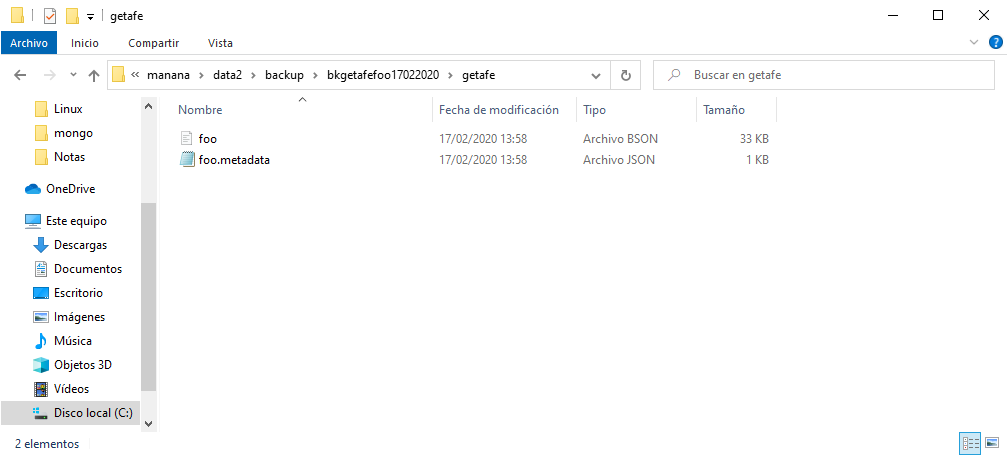 getafe
Archivo Inicio Compartir Vista
« manana › data2 › backup › bkgetafefoo17022020 › getafe
Buscar en getafe
Linux
mongo
Notas
OneDrive
Este equipo
Descargas
Documentos
Escritorio
Imágenes
Música
Objetos 3D
Vídeos
Disco local (C:)
Nombre Fecha de modificación Tipo Tamaño
foo 17/02/2020 13:58 Archivo BSON 33 KB
foo.metadata 17/02/2020 13:58 Archivo JSON 1 KB
2 elementos